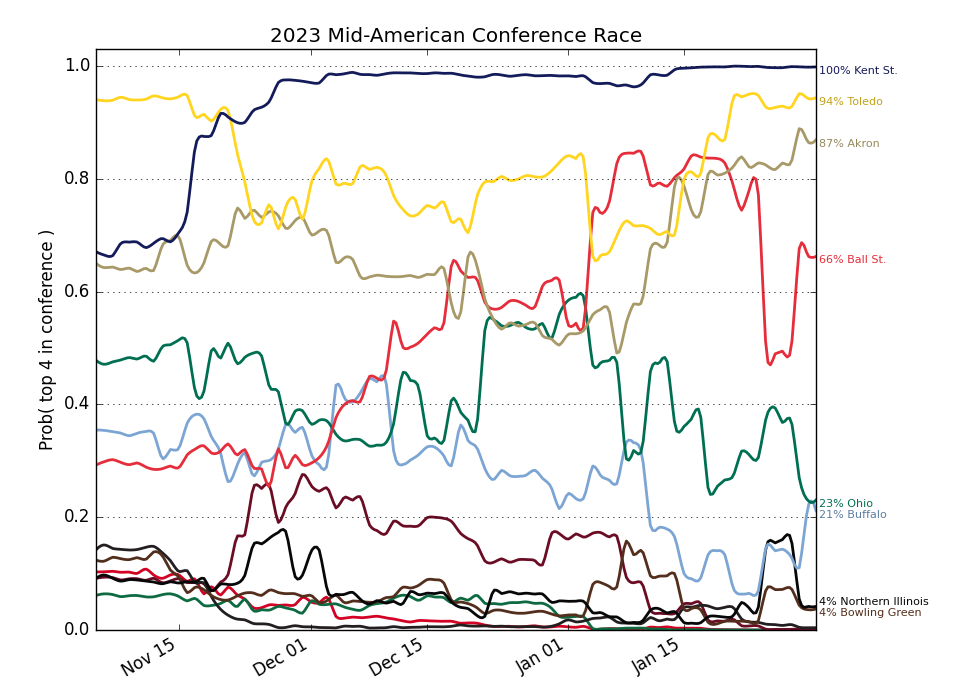 2023 Mid-American Conference Race
Prob( top 4 in conference )
1.0
0.8
0.6
0.4
0.2
0.0
Nov 15
Dec 01
Dec 15
Jan 01
Jan 15
100% Kent St.
94% Toledo
87% Akron
66% Ball St.
23% Ohio
21% Buffalo
4% Northern Illinois
4% Bowling Green